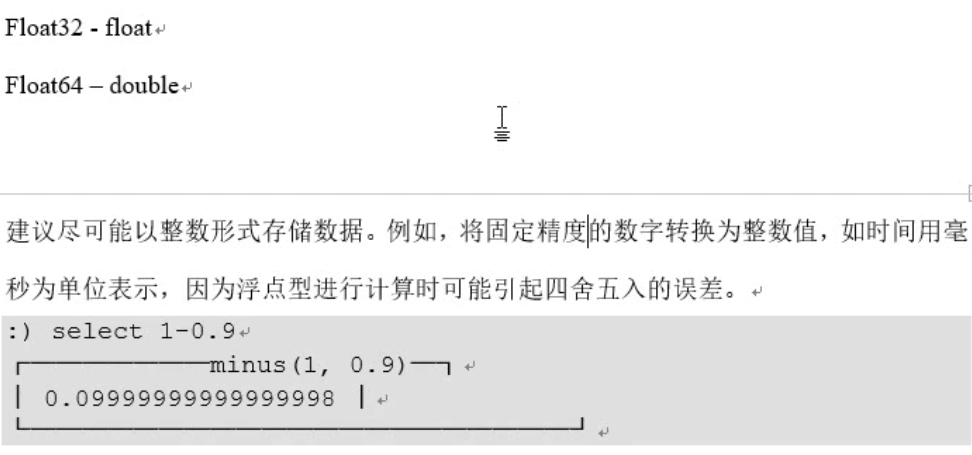 Float32 - float
Float64 – double
建议尽可能以整数形式存储数据。例如，将固定精度的数字转换为整数值，如时间用毫
秒为单位表示，因为浮点型进行计算时可能引起四舍五入的误差。
:) select 1-0.9
┌───────minus(1, 0.9)─┐
│ 0.09999999999999998 │
└─────────────────────┘